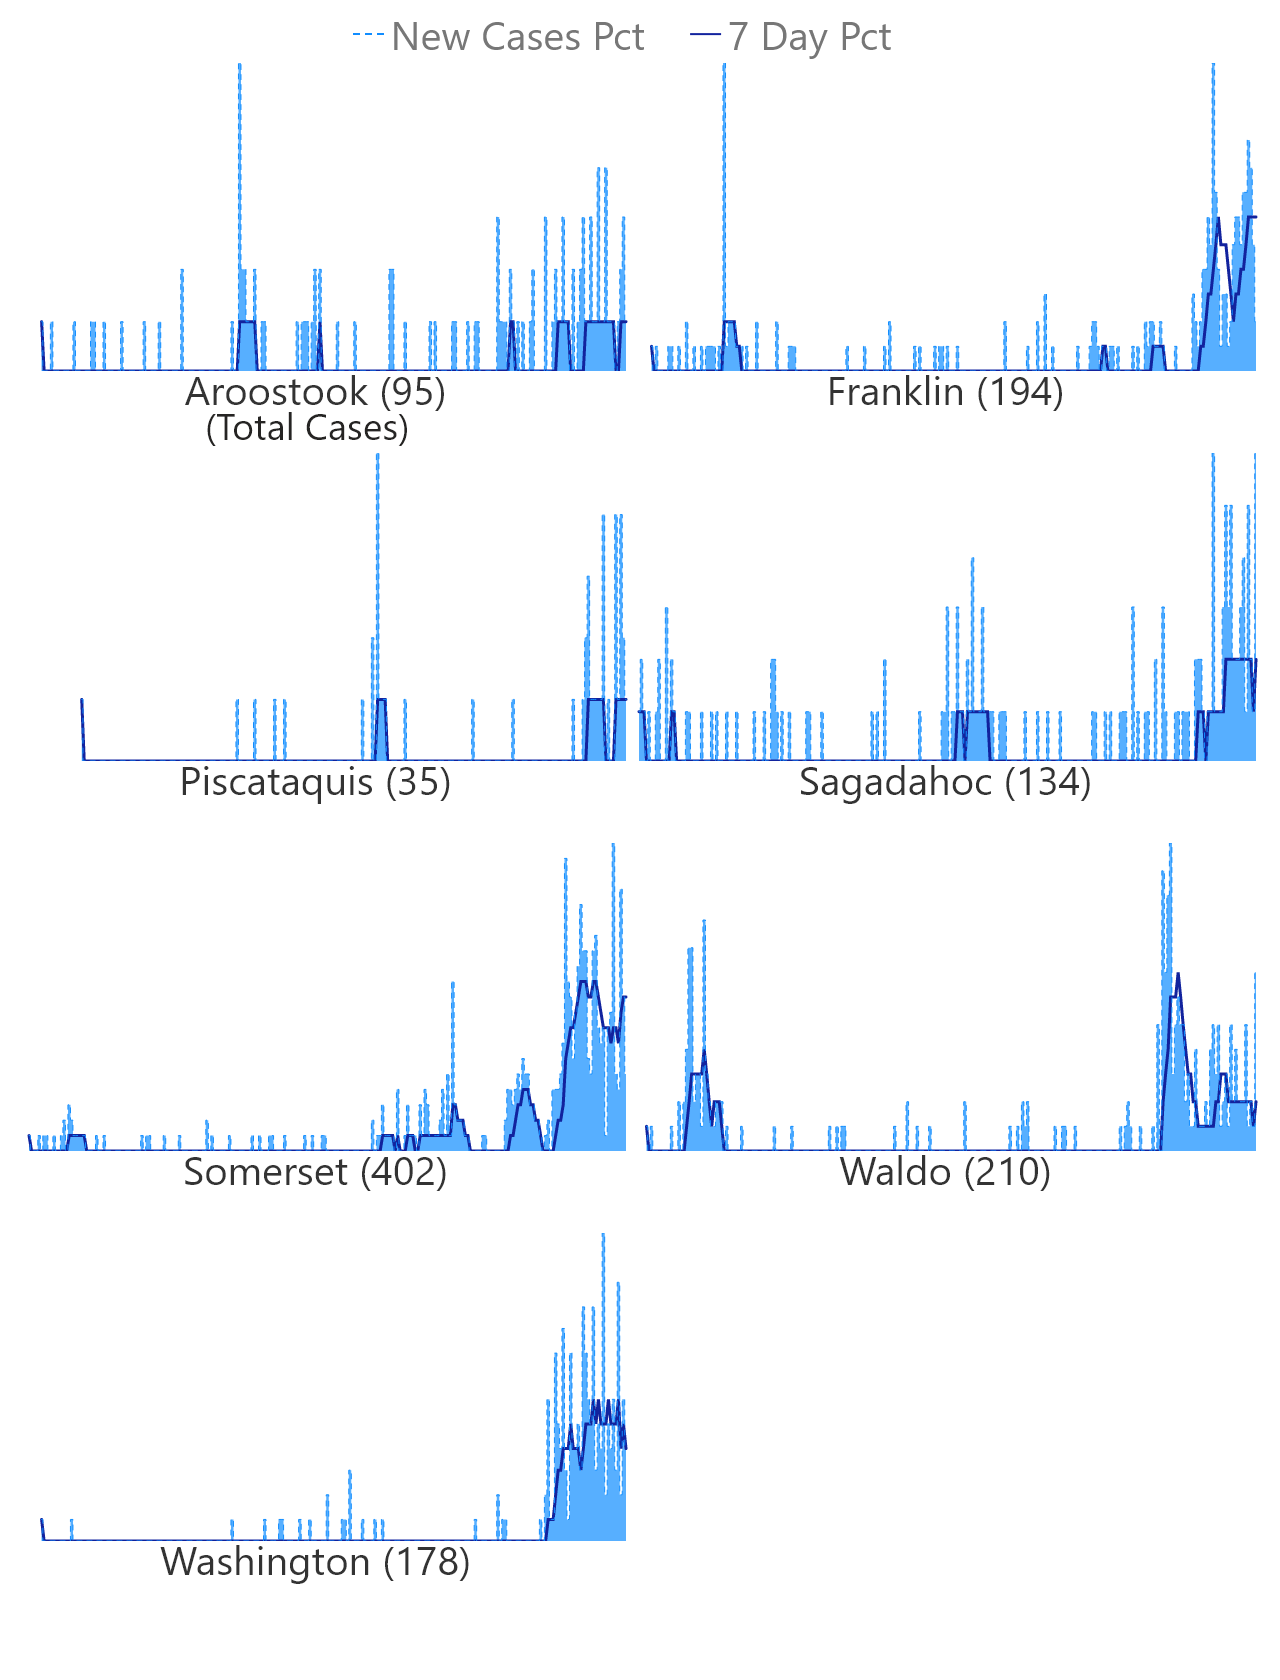 New Cases Pct 7 Day Pct
Aroostook (95)
(Total Cases)
Franklin (194)
Piscataquis (35)
Sagadahoc (134)
Somerset (402)
Waldo (210)
Washington (178)